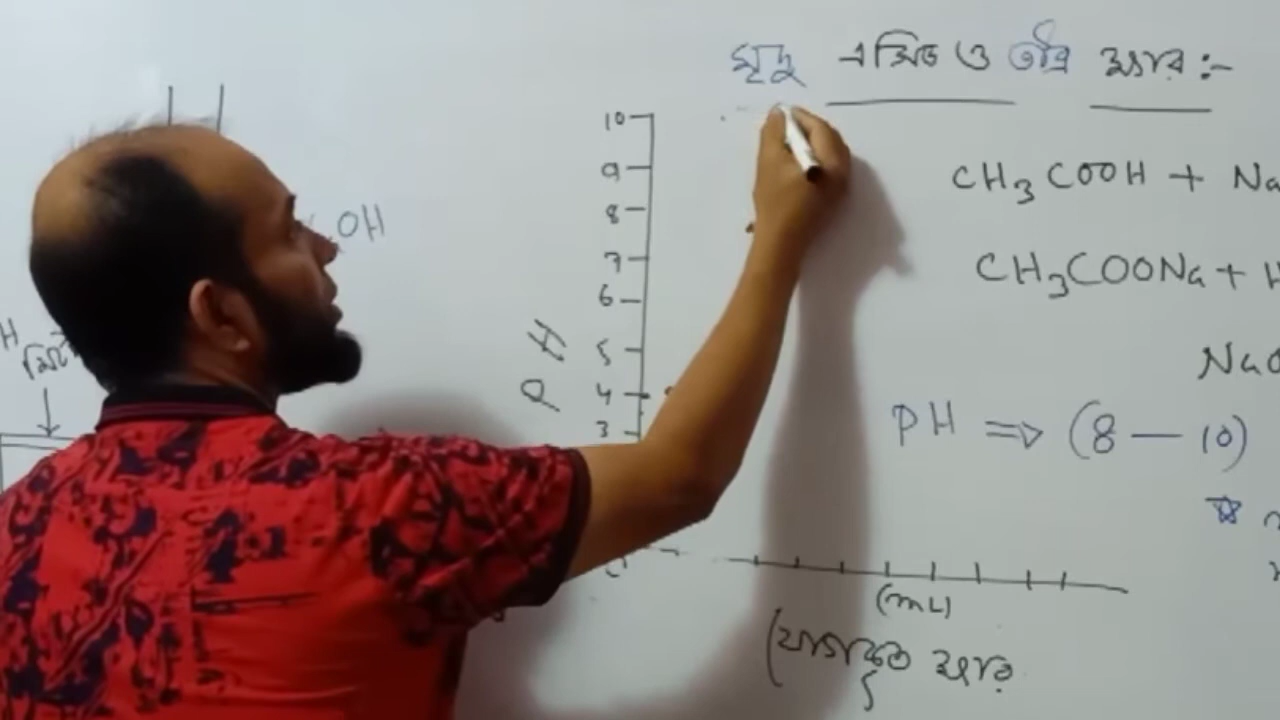 মৃদু এসিড ও তীব্র ক্ষার :-
CH₃COOH + Na
CH₃COONa + H
NaO
PH ⇒ (8 — 10)
OH
H
10
9
8
7
6
5
4
3
PH
(mL)
ক্ষার